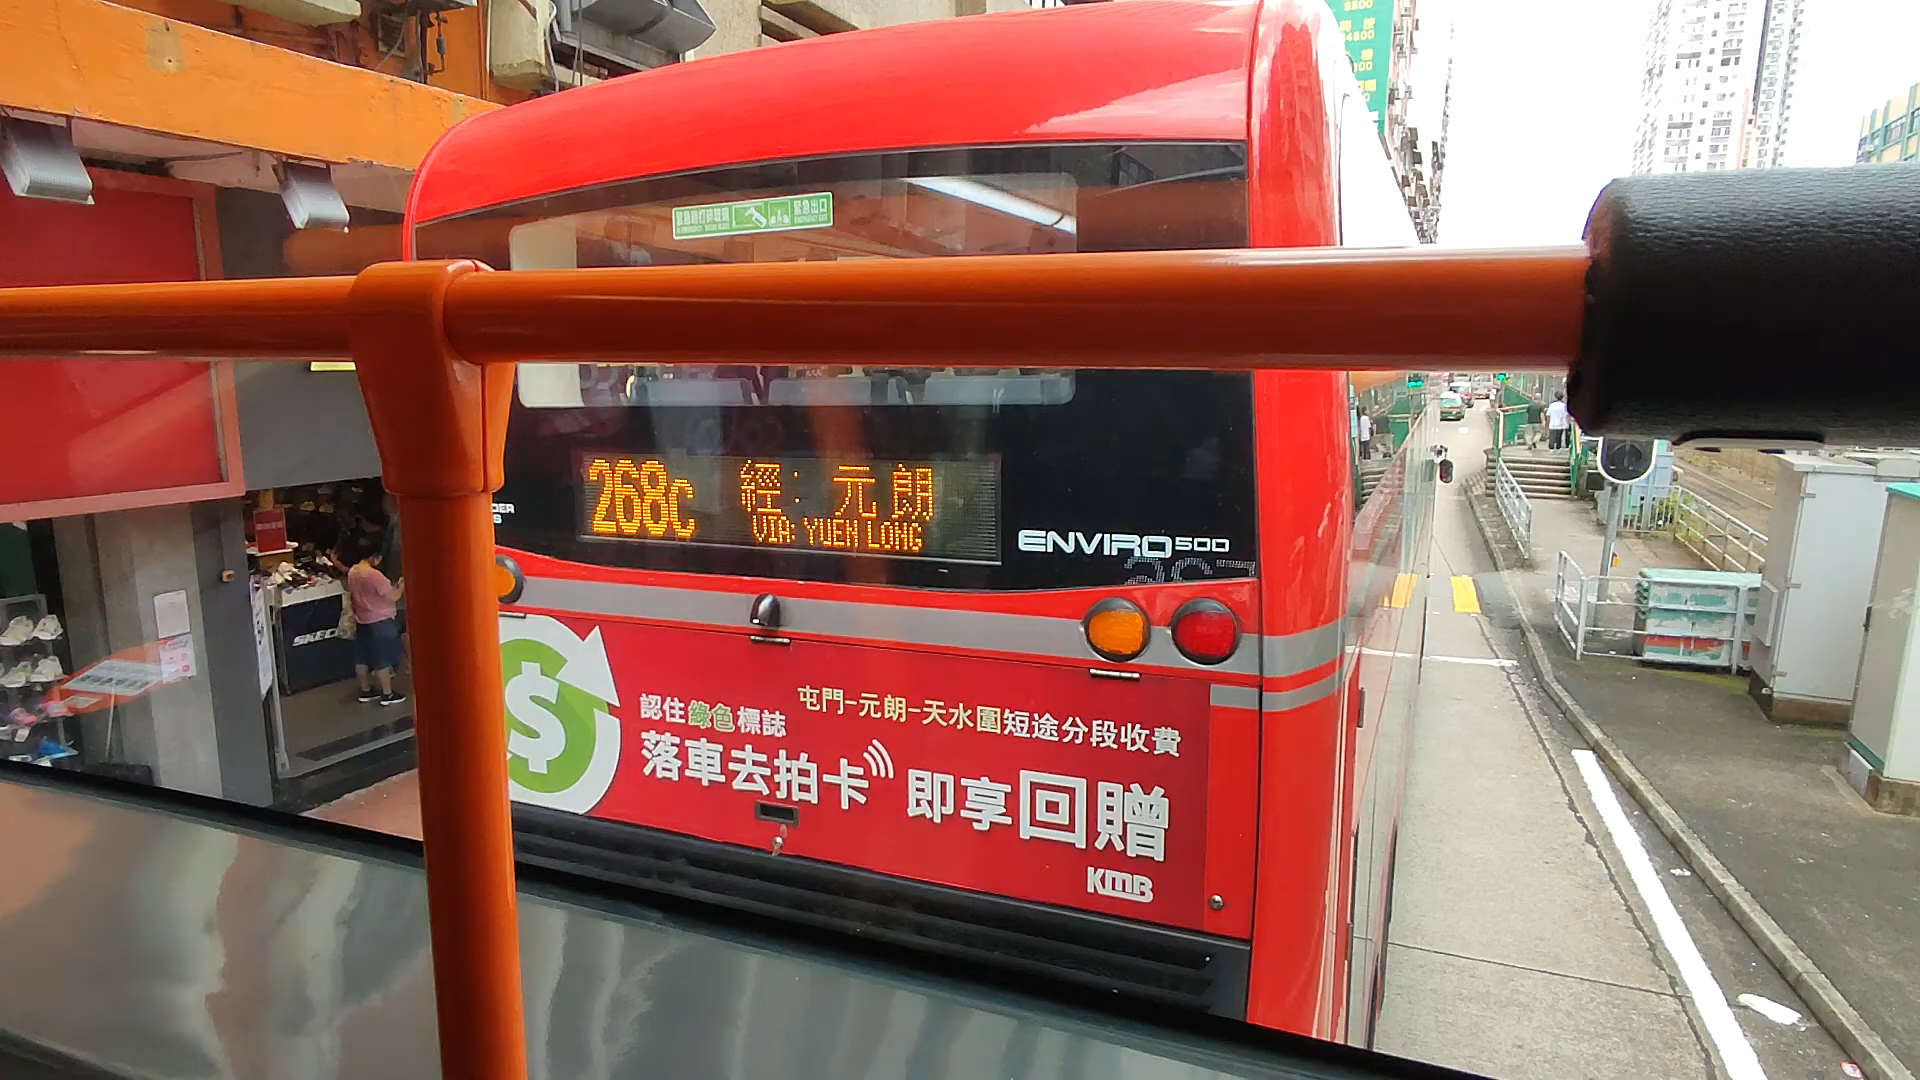 緊急時打碎玻璃
緊急出口
268C 經: 元朗
VIA: YUEN LONG
ENVIRO500
認住綠色標誌
屯門-元朗-天水圍短途分段收費
落車去拍卡 即享回贈
$
KMB
SKEC